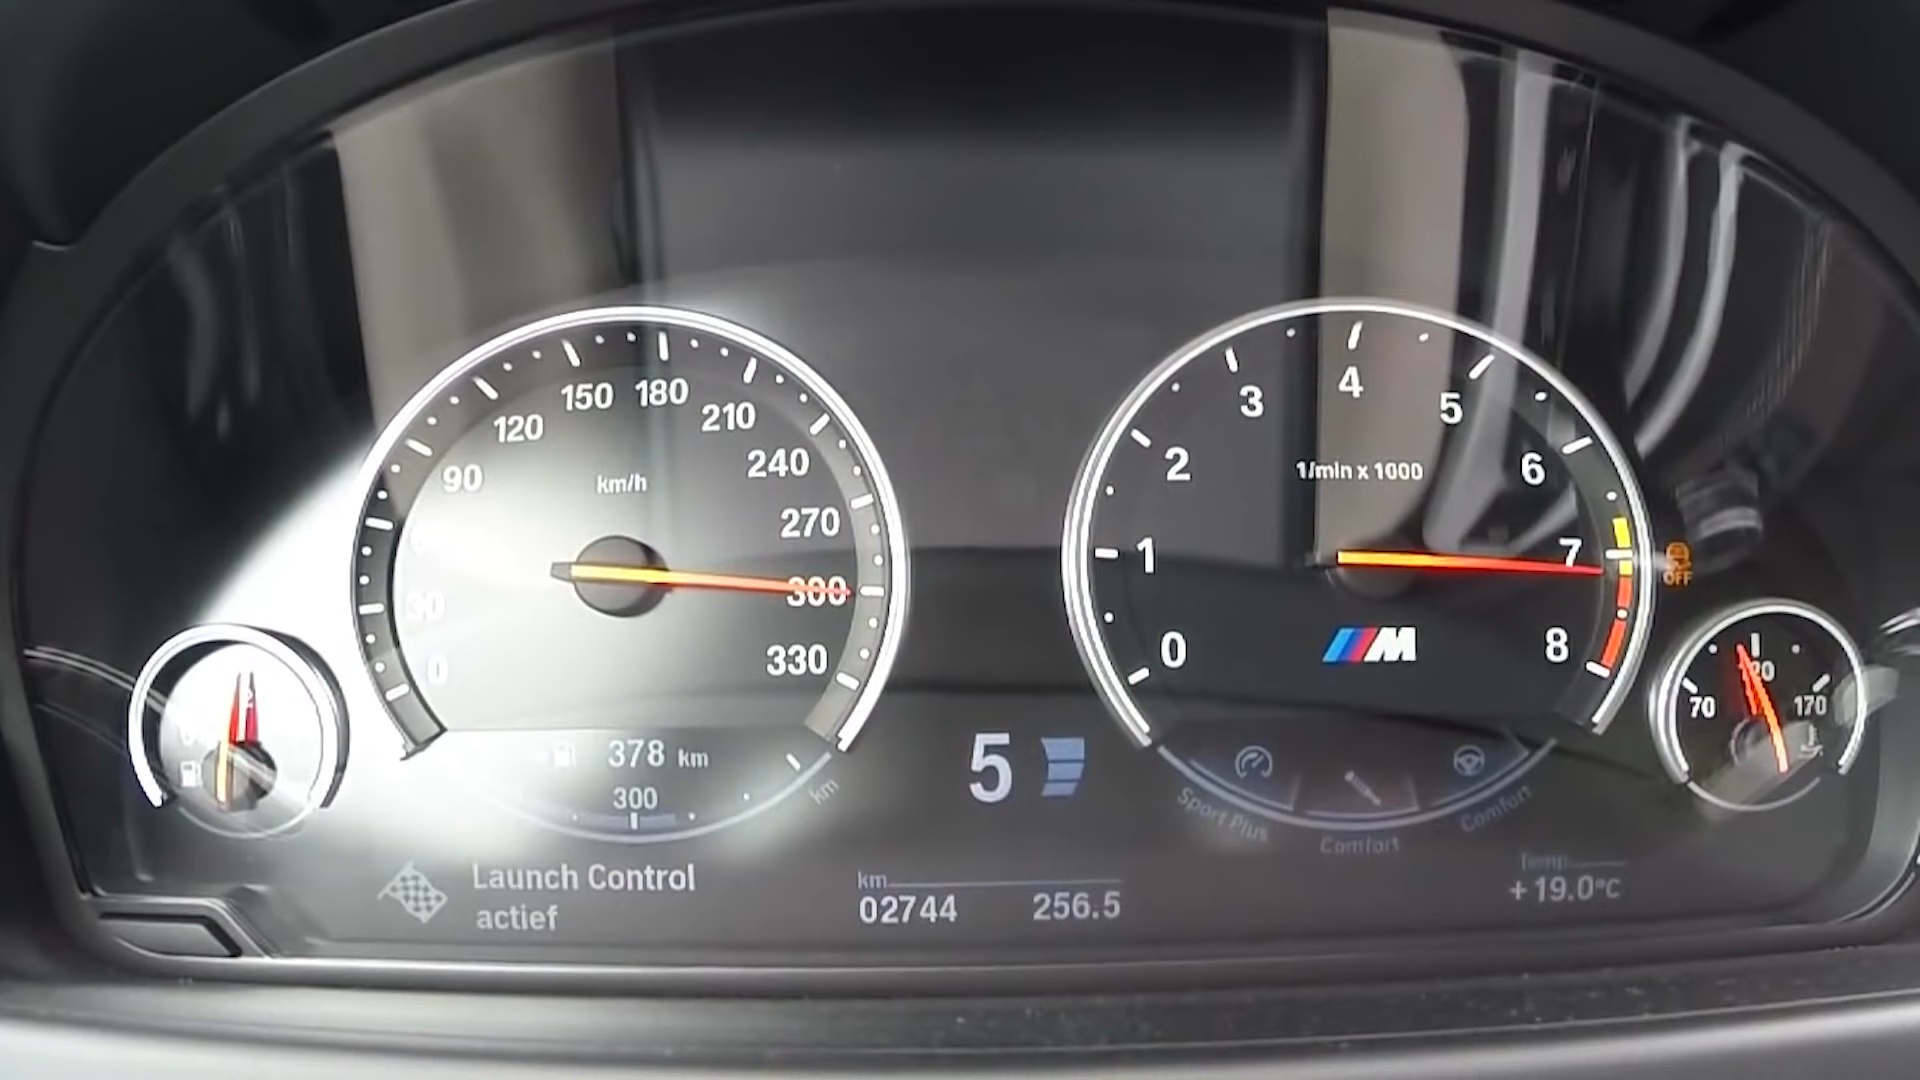 120 150 180 210
90 240
km/h
270
30 300
0 330
3 4 5
2 6
1/min x 1000
1 7
0 M 8
OFF
70 170
378 km
300
km
5
Sport Plus Comfort Comfort
Launch Control
actief
km
02744 256.5
Temp.
+19.0°C